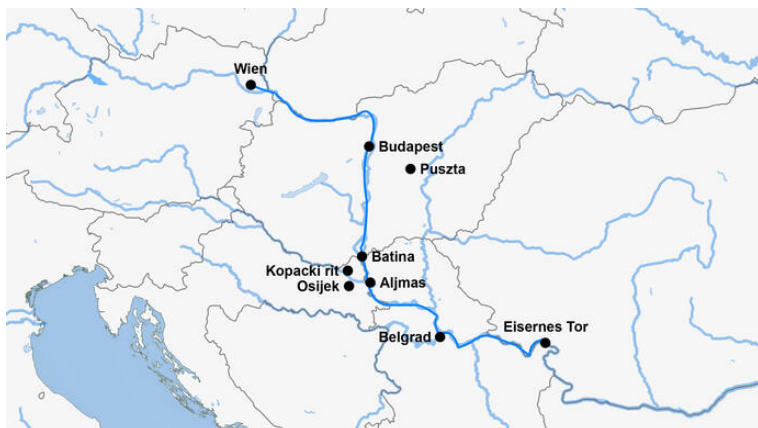 Wien
Budapest
Puszta
Batina
Kopacki rit
Aljmas
Osijek
Eisernes Tor
Belgrad